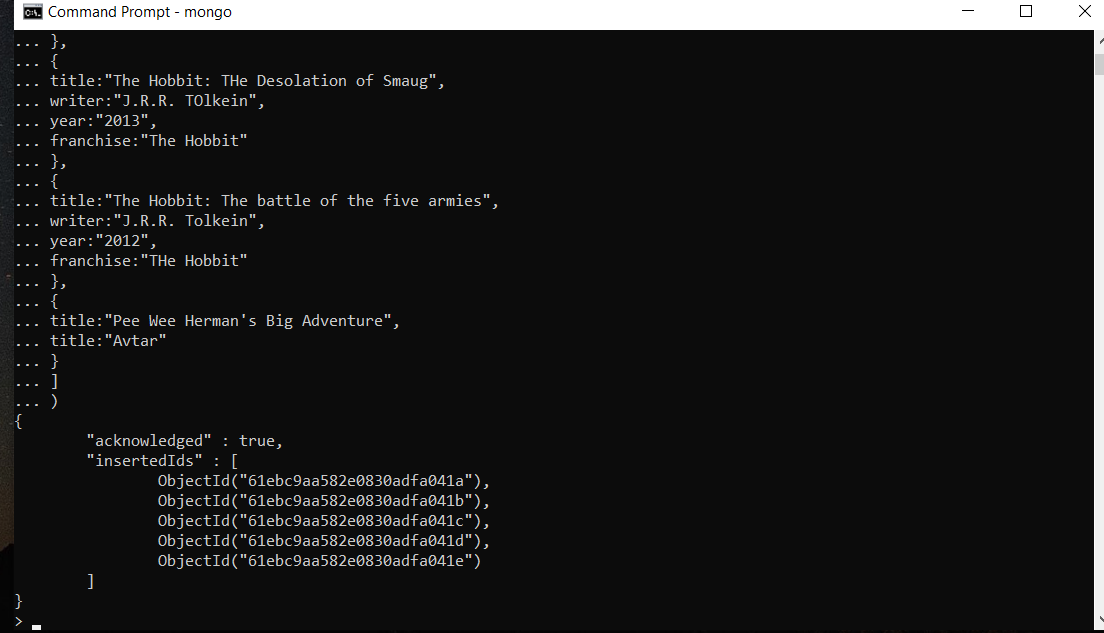 Command Prompt - mongo
... },
... {
... title:"The Hobbit: THe Desolation of Smaug",
... writer:"J.R.R. TOlkein",
... year:"2013",
... franchise:"The Hobbit"
... },
... {
... title:"The Hobbit: The battle of the five armies",
... writer:"J.R.R. Tolkein",
... year:"2012",
... franchise:"THe Hobbit"
... },
... {
... title:"Pee Wee Herman's Big Adventure",
... title:"Avtar"
... }
... ]
... )
{
        "acknowledged" : true,
        "insertedIds" : [
                ObjectId("61ebc9aa582e0830adfa041a"),
                ObjectId("61ebc9aa582e0830adfa041b"),
                ObjectId("61ebc9aa582e0830adfa041c"),
                ObjectId("61ebc9aa582e0830adfa041d"),
                ObjectId("61ebc9aa582e0830adfa041e")
        ]
}
>